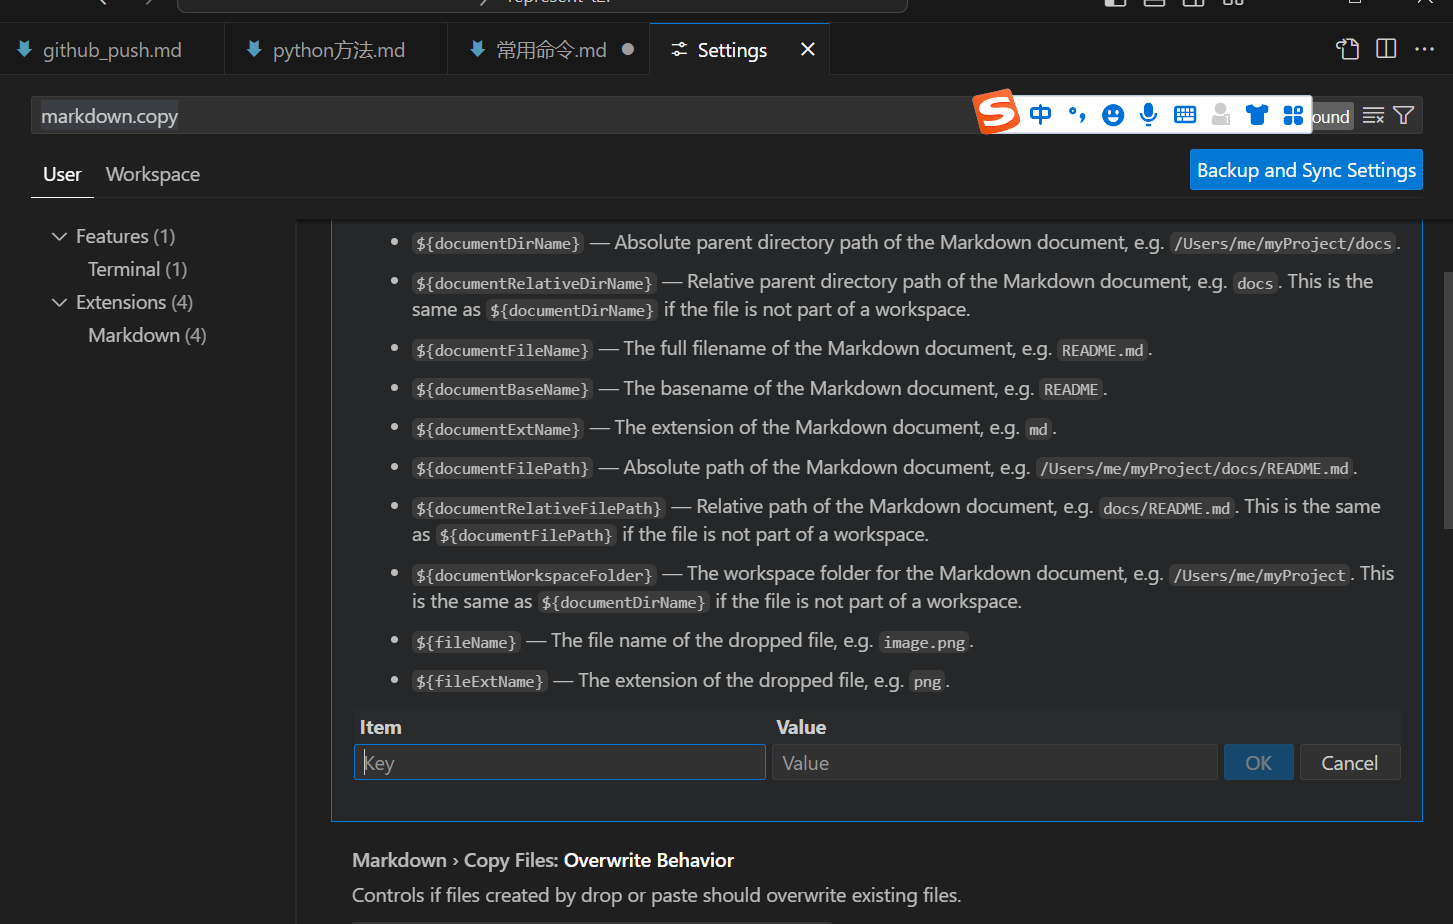 github_push.md
python方法.md
常用命令.md
Settings
markdown.copy
中
ound
User
Workspace
Backup and Sync Settings
Features (1)
Terminal (1)
Extensions (4)
Markdown (4)
${documentDirName} — Absolute parent directory path of the Markdown document, e.g. /Users/me/myProject/docs.
${documentRelativeDirName} — Relative parent directory path of the Markdown document, e.g. docs. This is the
same as ${documentDirName} if the file is not part of a workspace.
${documentFileName} — The full filename of the Markdown document, e.g. README.md.
${documentBaseName} — The basename of the Markdown document, e.g. README.
${documentExtName} — The extension of the Markdown document, e.g. md.
${documentFilePath} — Absolute path of the Markdown document, e.g. /Users/me/myProject/docs/README.md.
${documentRelativeFilePath} — Relative path of the Markdown document, e.g. docs/README.md. This is the same
as ${documentFilePath} if the file is not part of a workspace.
${documentWorkspaceFolder} — The workspace folder for the Markdown document, e.g. /Users/me/myProject. This
is the same as ${documentDirName} if the file is not part of a workspace.
${fileName} — The file name of the dropped file, e.g. image.png.
${fileExtName} — The extension of the dropped file, e.g. png.
Item
Value
Key
Value
OK
Cancel
Markdown › Copy Files: Overwrite Behavior
Controls if files created by drop or paste should overwrite existing files.